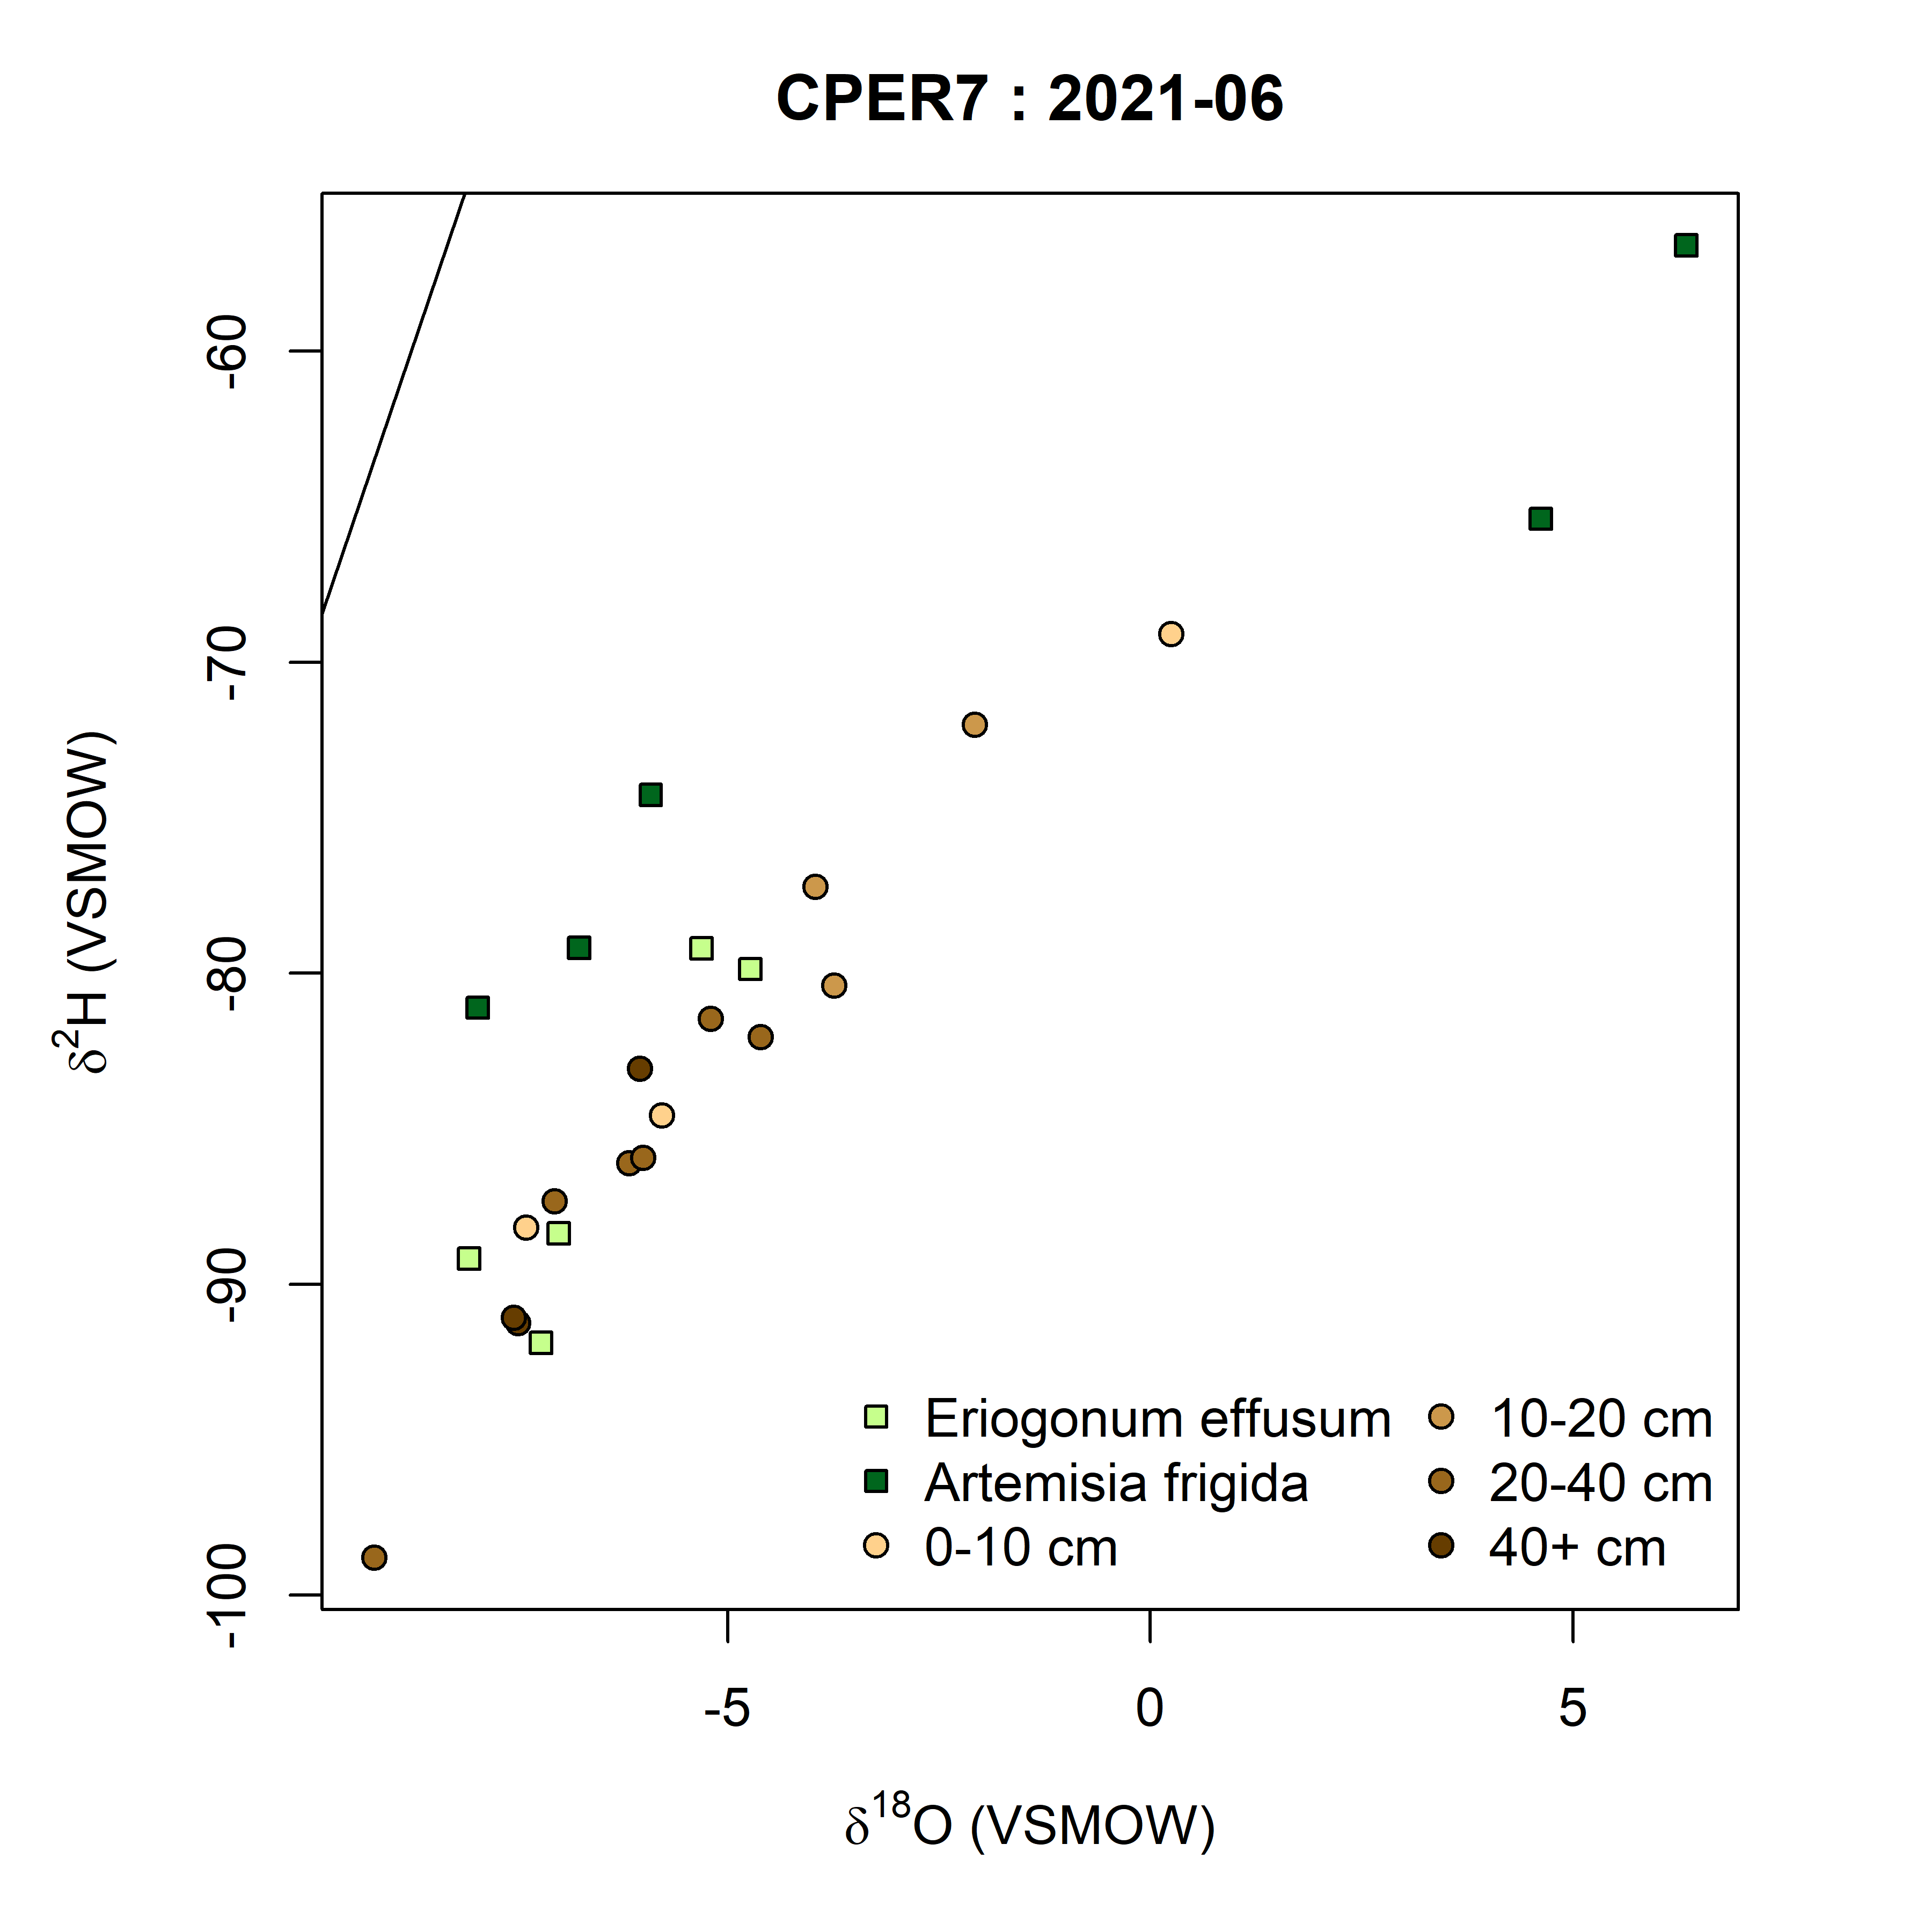 CPER7 : 2021-06
-60
-70
-80
-90
-100
δ²H (VSMOW)
Eriogonum effusum
Artemisia frigida
0-10 cm
10-20 cm
20-40 cm
40+ cm
-5 0 5
δ¹⁸O (VSMOW)